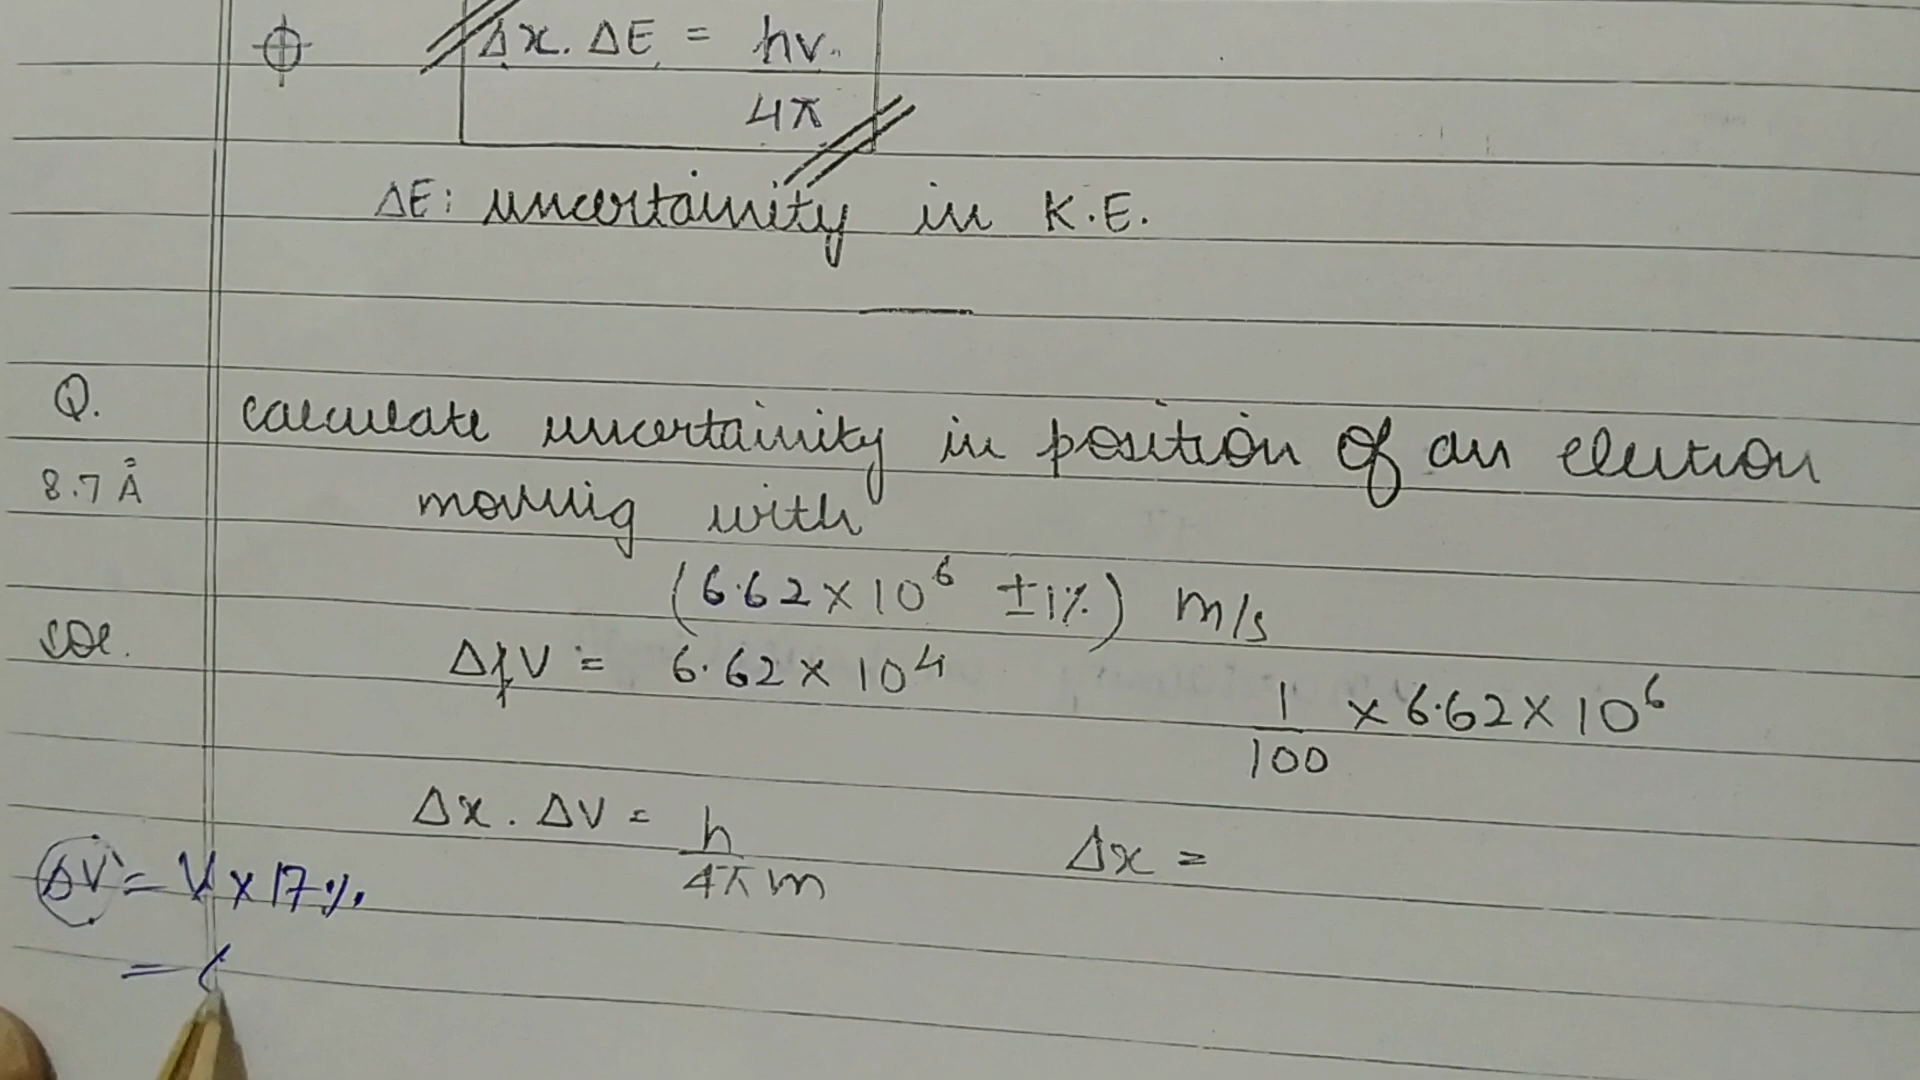 Δx. ΔE = hv
4π
ΔE: uncertainity in K.E.
Q. calculate uncertainity in position of an electron
8.7 Å moving with
(6.62 × 10⁶ ±1%) m/s
sol. ΔV = 6.62 × 10⁴
1/100 × 6.62 × 10⁶
Δx . ΔV = h/4πm Δx =
ΔV = V × 17%
=